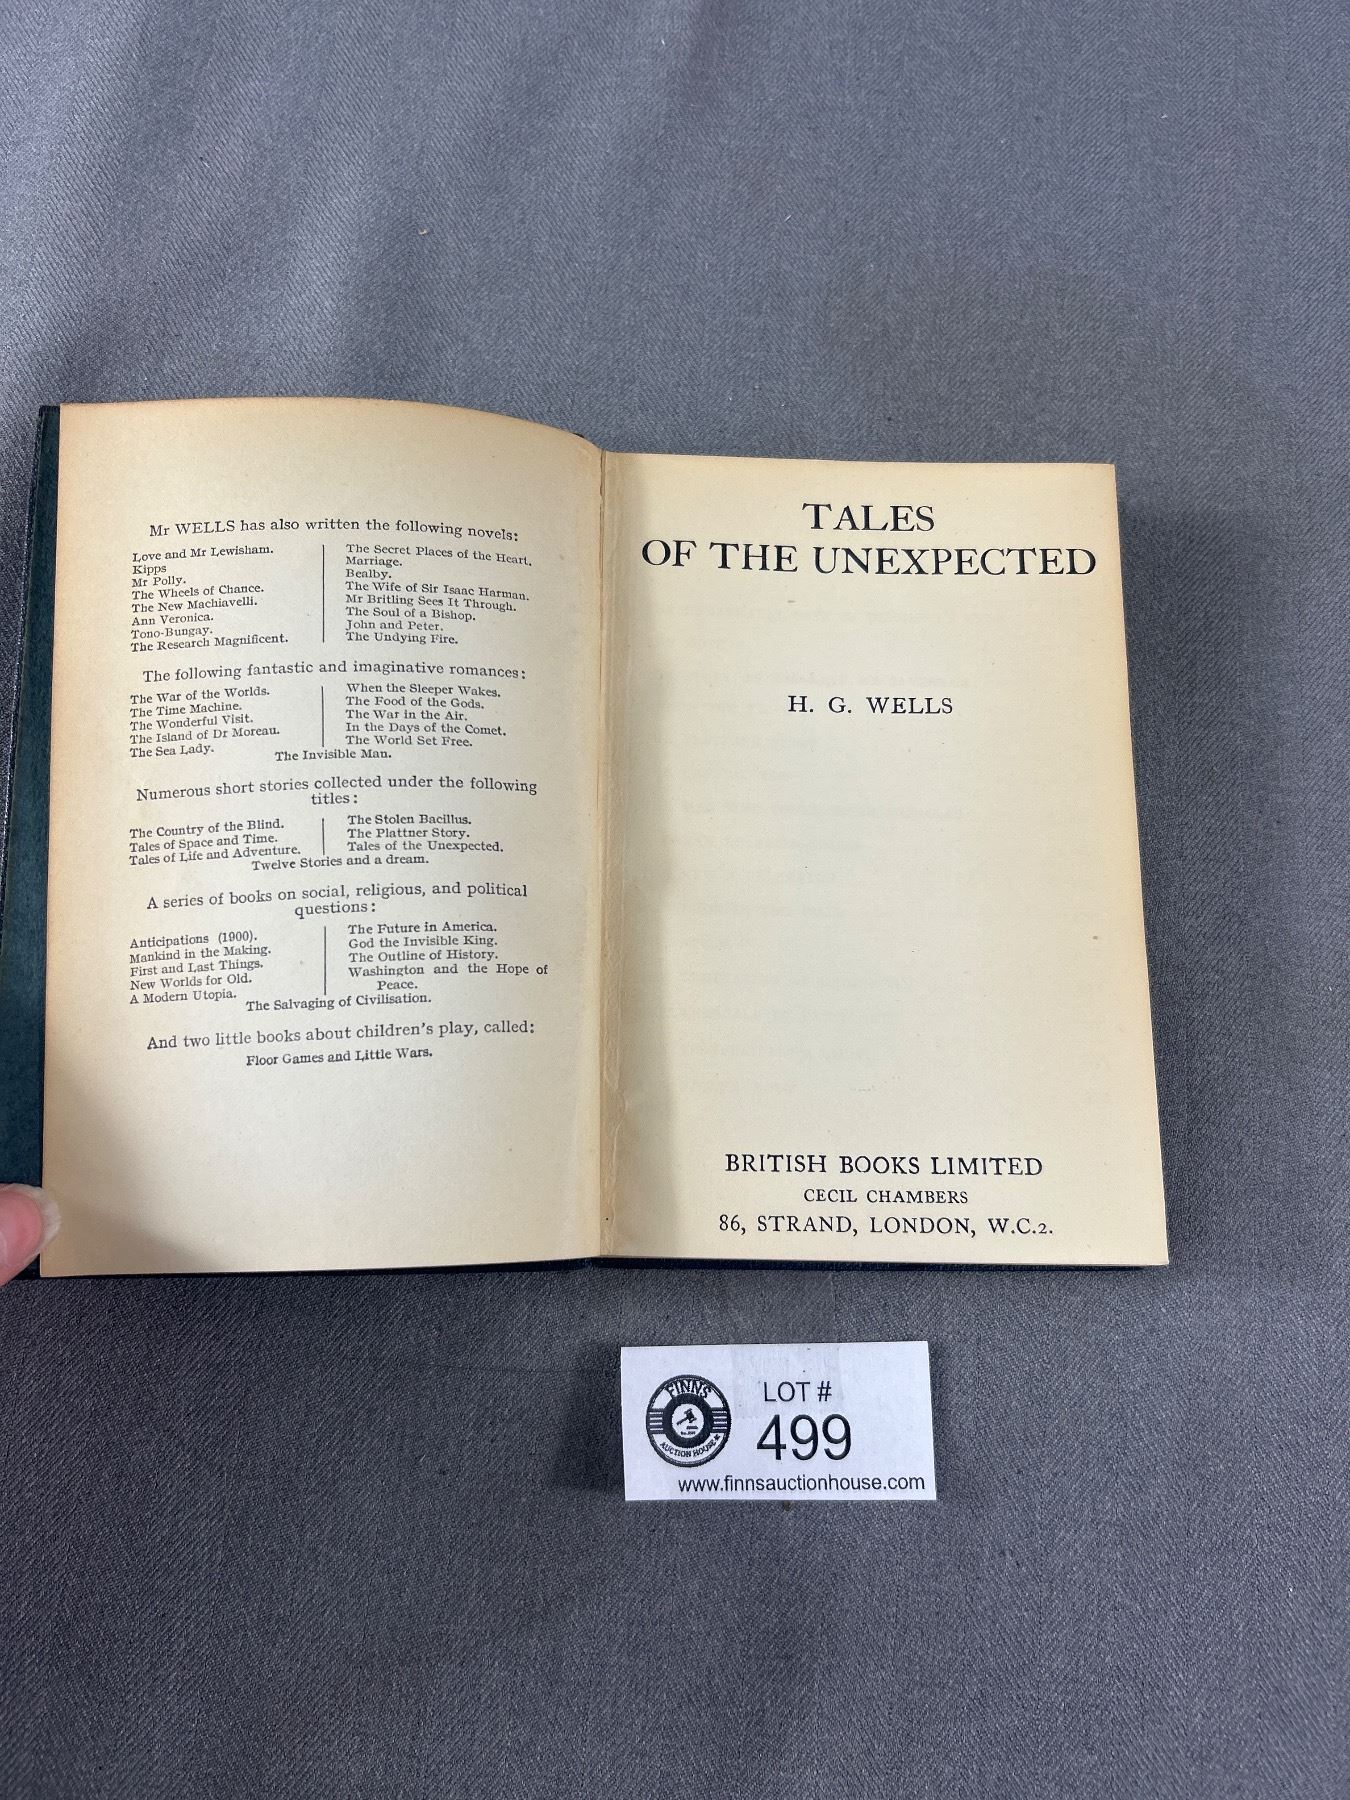 Mr WELLS has also written the following novels:
Love and Mr Lewisham.
Kipps
Mr Polly.
The Wheels of Chance.
The New Machiavelli.
Ann Veronica.
Tono-Bungay.
The Research Magnificent.
The Secret Places of the Heart.
Marriage.
Bealby.
The Wife of Sir Isaac Harman.
Mr Britling Sees It Through.
The Soul of a Bishop.
John and Peter.
The Undying Fire.
The following fantastic and imaginative romances:
The War of the Worlds.
The Time Machine.
The Wonderful Visit.
The Island of Dr Moreau.
The Sea Lady.
When the Sleeper Wakes.
The Food of the Gods.
The War in the Air.
In the Days of the Comet.
The World Set Free.
The Invisible Man.
Numerous short stories collected under the following
titles:
The Country of the Blind.
Tales of Space and Time.
Tales of Life and Adventure.
The Stolen Bacillus.
The Plattner Story.
Tales of the Unexpected.
Twelve Stories and a dream.
A series of books on social, religious, and political
questions:
Anticipations (1900).
Mankind in the Making.
First and Last Things.
New Worlds for Old.
A Modern Utopia.
The Future in America.
God the Invisible King.
The Outline of History.
Washington and the Hope of
Peace.
The Salvaging of Civilisation.
And two little books about children's play, called:
Floor Games and Little Wars.
TALES
OF THE UNEXPECTED
H. G. WELLS
BRITISH BOOKS LIMITED
CECIL CHAMBERS
86, STRAND, LONDON, W.C.2.
FINNS
AUCTION HOUSE
LOT #
499
www.finnsauctionhouse.com